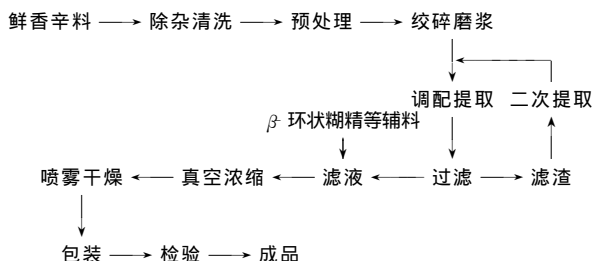 鲜香辛料 → 除杂清洗 → 预处理 → 绞碎磨浆
调配提取 二次提取
β- 环状糊精等辅料
喷雾干燥 ← 真空浓缩 ← 滤液 ← 过滤 → 滤渣
包装 → 检验 → 成品